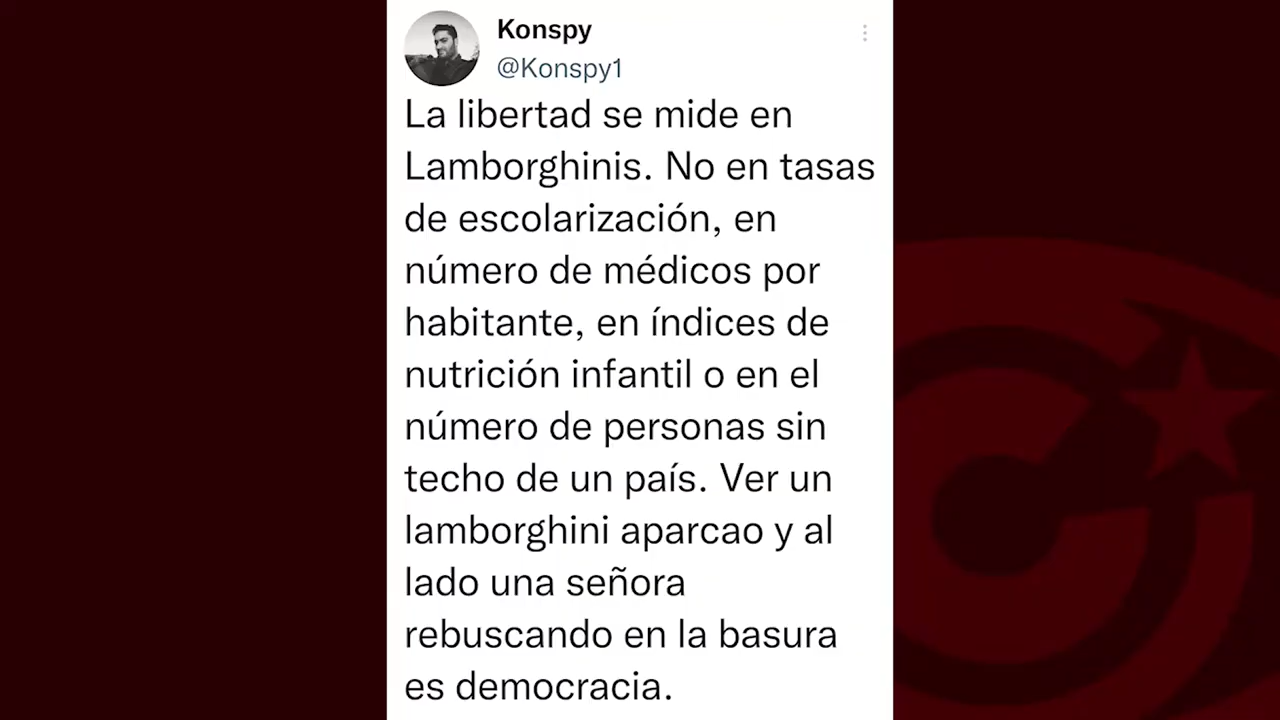 Konspy
@Konspy1
La libertad se mide en
Lamborghinis. No en tasas
de escolarización, en
número de médicos por
habitante, en índices de
nutrición infantil o en el
número de personas sin
techo de un país. Ver un
lamborghini aparcao y al
lado una señora
rebuscando en la basura
es democracia.